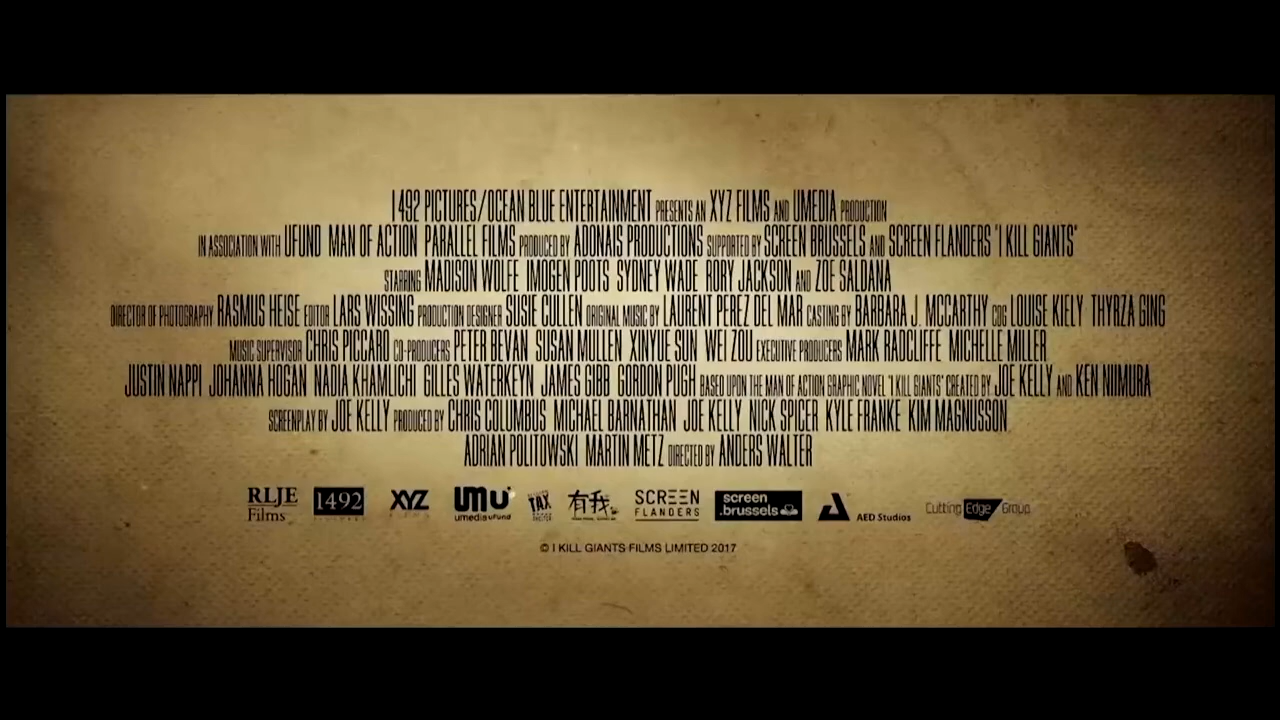 1492 PICTURES/OCEAN BLUE ENTERTAINMENT PRESENTS AN XYZ FILMS AND UMEDIA PRODUCTION
IN ASSOCIATION WITH UFUND MAN OF ACTION PARALLEL FILMS PRODUCED BY ADONAIS PRODUCTIONS SUPPORTED BY SCREEN BRUSSELS AND SCREEN FLANDERS "I KILL GIANTS"
STARRING MADISON WOLFE IMOGEN POOTS SYDNEY WADE RORY JACKSON AND ZOE SALDANA
DIRECTOR OF PHOTOGRAPHY RASMUS HEISE EDITOR LARS WISSING PRODUCTION DESIGNER SUSIE CULLEN ORIGINAL MUSIC BY LAURENT PEREZ DEL MAR CASTING BY BARBARA J. MCCARTHY CDG LOUISE KIELY THYRZA GING
MUSIC SUPERVISOR CHRIS PICCARO CO-PRODUCERS PETER BEVAN SUSAN MULLEN XINYUE SUN WEI ZOU EXECUTIVE PRODUCERS MARK RADCLIFFE MICHELLE MILLER
JUSTIN NAPPI JOHANNA HOGAN NADIA KHAMLICHI GILLES WATERKEYN JAMES GIBB GORDON PUGH BASED UPON THE MAN OF ACTION GRAPHIC NOVEL "I KILL GIANTS" CREATED BY JOE KELLY AND KEN NIIMURA
SCREENPLAY BY JOE KELLY PRODUCED BY CHRIS COLUMBUS MICHAEL BARNATHAN JOE KELLY NICK SPICER KYLE FRANKE KIM MAGNUSSON
ADRIAN POLITOWSKI MARTIN METZ DIRECTED BY ANDERS WALTER
RLJE Films 1492 XYZ UMU umedia uFund TAX SHELTER 有我 SCREEN FLANDERS screen .brussels AED Studios Cutting Edge Group
© I KILL GIANTS FILMS LIMITED 2017